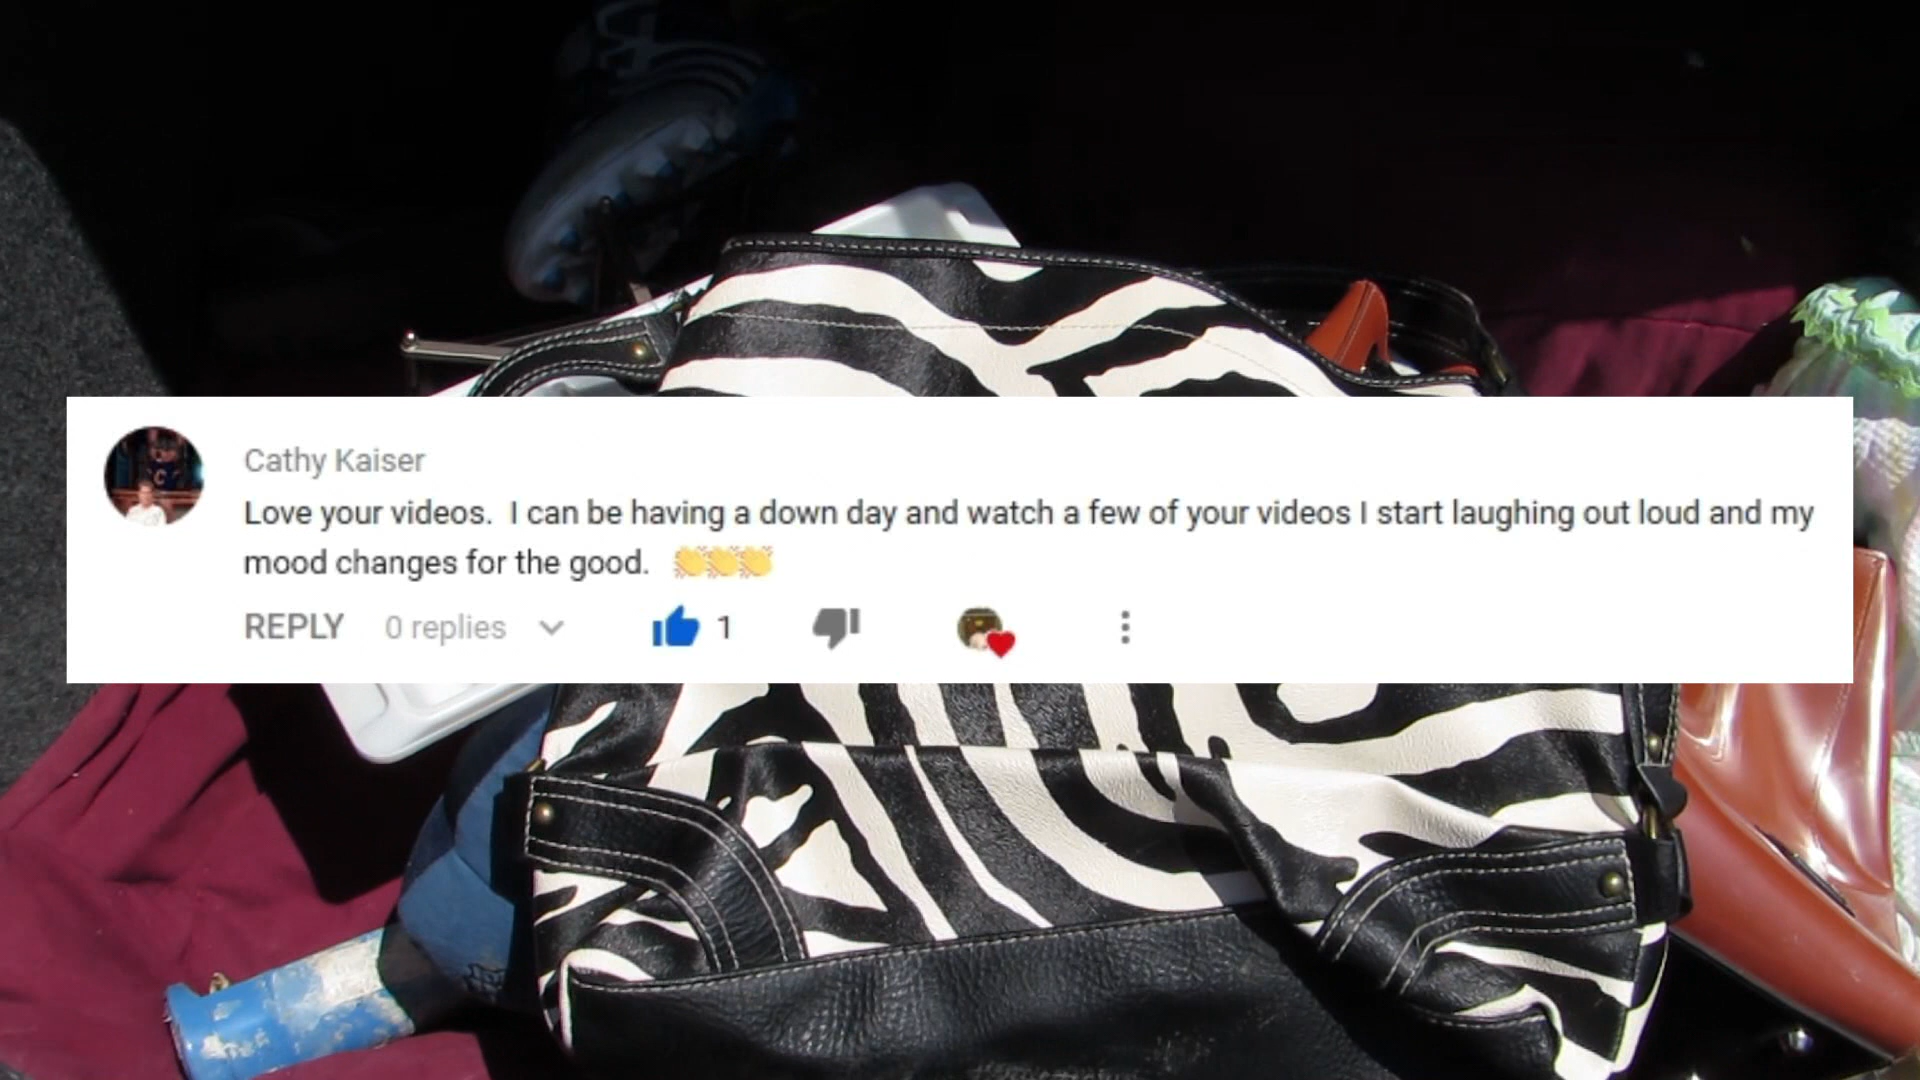 Cathy Kaiser
Love your videos.  I can be having a down day and watch a few of your videos I start laughing out loud and my
mood changes for the good.  👏👏👏
REPLY 0 replies 1